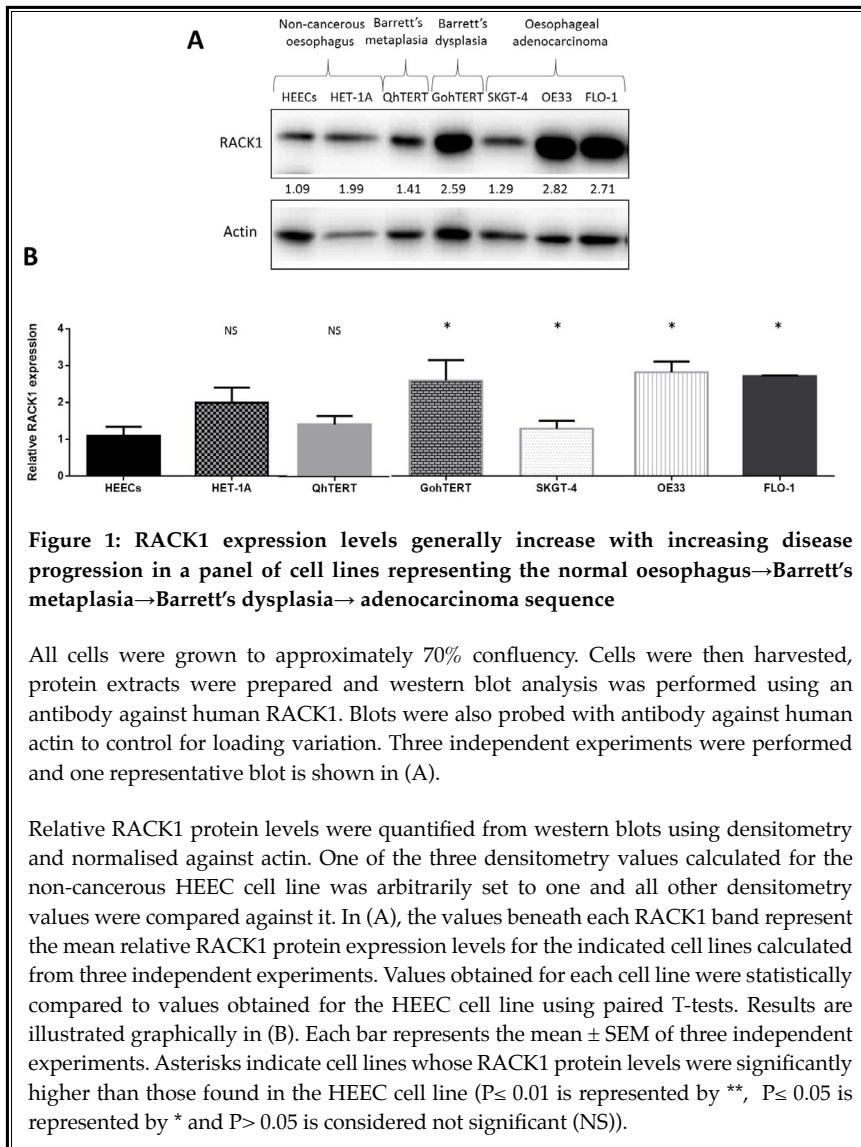 A
Non-cancerous oesophagus
Barrett's metaplasia
Barrett's dysplasia
Oesophageal adenocarcinoma
HEECs HET-1A QhTERT GohTERT SKGT-4 OE33 FLO-1
RACK1
1.09 1.99 1.41 2.59 1.29 2.82 2.71
Actin
B
Relative RACK1 expression
4
3
2
1
0
NS NS * * * *
HEECs HET-1A QhTERT GohTERT SKGT-4 OE33 FLO-1
Figure 1: RACK1 expression levels generally increase with increasing disease
progression in a panel of cell lines representing the normal oesophagus→Barrett's
metaplasia→Barrett's dysplasia→ adenocarcinoma sequence
All cells were grown to approximately 70% confluency. Cells were then harvested,
protein extracts were prepared and western blot analysis was performed using an
antibody against human RACK1. Blots were also probed with antibody against human
actin to control for loading variation. Three independent experiments were performed
and one representative blot is shown in (A).
Relative RACK1 protein levels were quantified from western blots using densitometry
and normalised against actin. One of the three densitometry values calculated for the
non-cancerous HEEC cell line was arbitrarily set to one and all other densitometry
values were compared against it. In (A), the values beneath each RACK1 band represent
the mean relative RACK1 protein expression levels for the indicated cell lines calculated
from three independent experiments. Values obtained for each cell line were statistically
compared to values obtained for the HEEC cell line using paired T-tests. Results are
illustrated graphically in (B). Each bar represents the mean ± SEM of three independent
experiments. Asterisks indicate cell lines whose RACK1 protein levels were significantly
higher than those found in the HEEC cell line (P≤ 0.01 is represented by **, P≤ 0.05 is
represented by * and P> 0.05 is considered not significant (NS)).